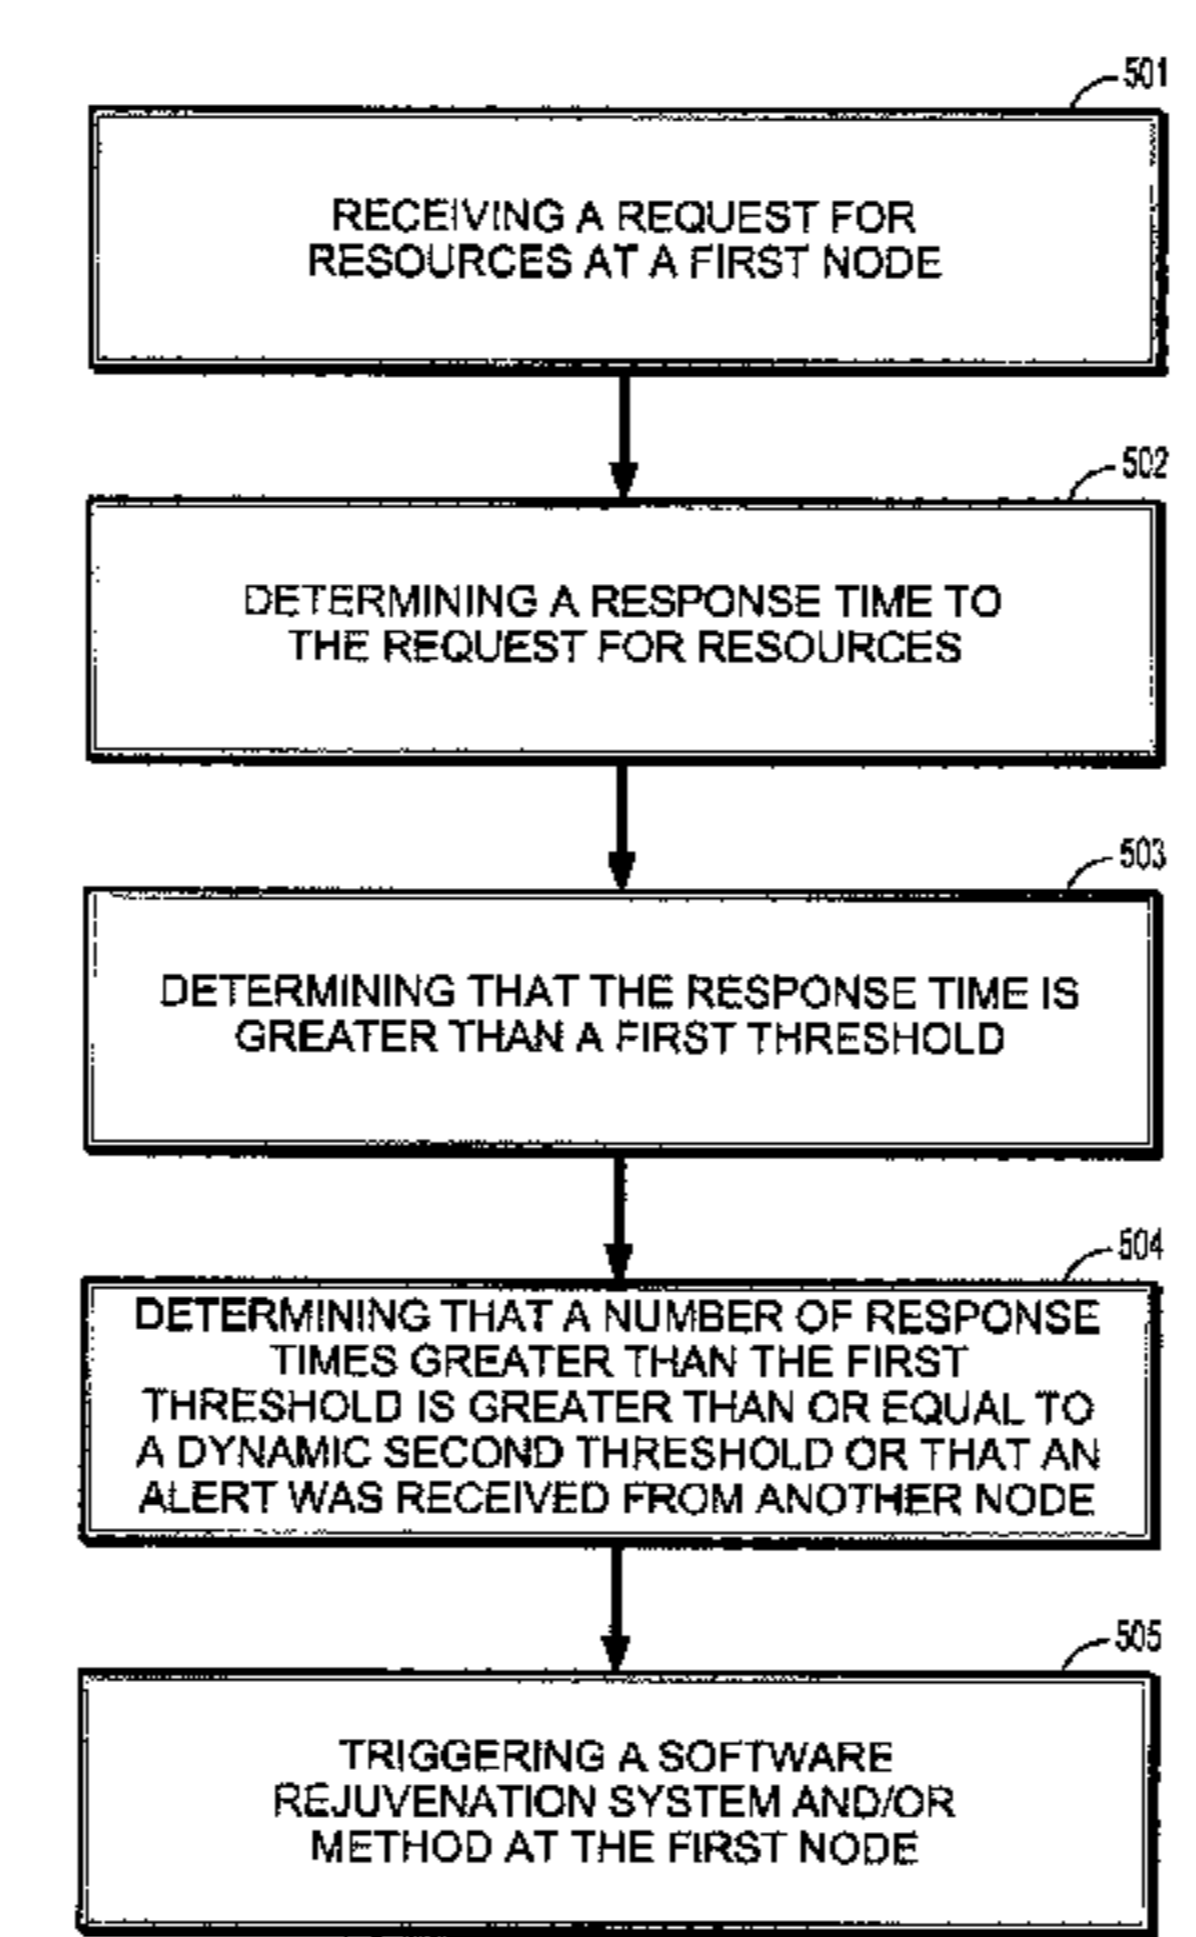 501
RECEIVING A REQUEST FOR
RESOURCES AT A FIRST NODE
502
DETERMINING A RESPONSE TIME TO
THE REQUEST FOR RESOURCES
503
DETERMINING THAT THE RESPONSE TIME IS
GREATER THAN A FIRST THRESHOLD
504
DETERMINING THAT A NUMBER OF RESPONSE
TIMES GREATER THAN THE FIRST
THRESHOLD IS GREATER THAN OR EQUAL TO
A DYNAMIC SECOND THRESHOLD OR THAT AN
ALERT WAS RECEIVED FROM ANOTHER NODE
505
TRIGGERING A SOFTWARE
REJUVENATION SYSTEM AND/OR
METHOD AT THE FIRST NODE